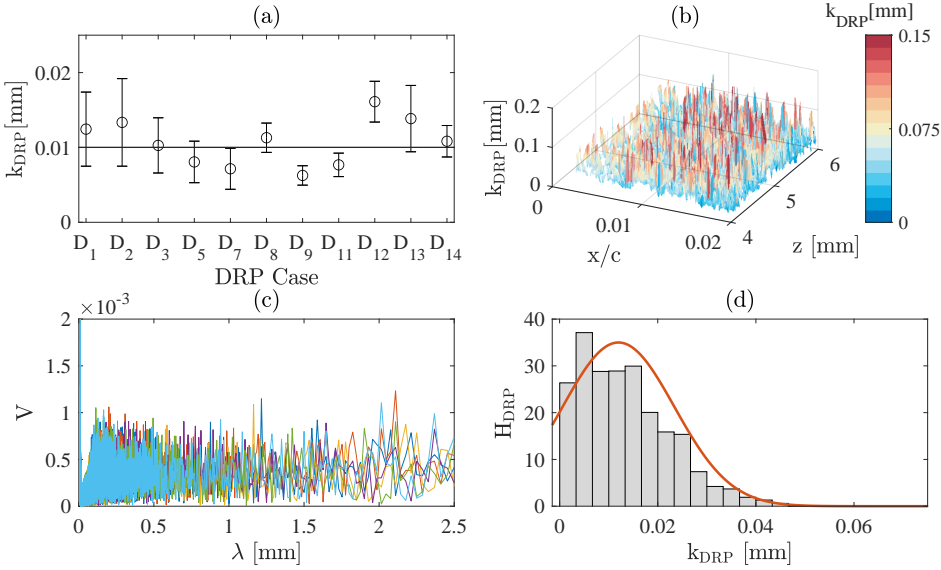 (a)
k_DRP[mm]
0.02
0.01
0
D_1 D_2 D_3 D_5 D_7 D_8 D_9 D_11 D_12 D_13 D_14
DRP Case
(b)
k_DRP[mm]
0.15
0.075
0
k_DRP[mm]
0.2
0.1
0
0
0.01
0.02
x/c
4
5
6
z [mm]
(c)
×10^-3
V
2
1.5
1
0.5
0
0 0.5 1 1.5 2 2.5
λ [mm]
(d)
H_DRP
40
30
20
10
0
0 0.02 0.04 0.06
k_DRP [mm]